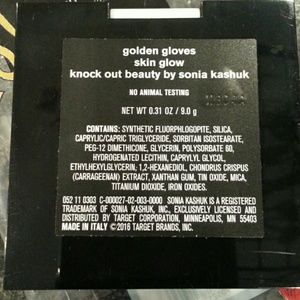 golden gloves
skin glow
knock out beauty by sonia kashuk
NO ANIMAL TESTING
NET WT 0.31 OZ / 9.0 g
CONTAINS: SYNTHETIC FLUORPHLOGOPITE, SILICA,
CAPRYLIC/CAPRIC TRIGLYCERIDE, SORBITAN ISOSTEARATE,
PEG-12 DIMETHICONE, GLYCERIN, POLYSORBATE 60,
HYDROGENATED LECITHIN, CAPRYLYL GLYCOL,
ETHYLHEXYLGLYCERIN, 1,2-HEXANEDIOL, CHONDRUS CRISPUS
(CARRAGEENAN) EXTRACT, XANTHAN GUM, TIN OXIDE, MICA,
TITANIUM DIOXIDE, IRON OXIDES.
052 11 0303 C-000027-02-003-0000 SONIA KASHUK IS A REGISTERED
TRADEMARK OF SONIA KASHUK, INC., EXCLUSIVELY LICENSED AND
DISTRIBUTED BY TARGET CORPORATION, MINNEAPOLIS, MN 55403
MADE IN ITALY ©2016 TARGET BRANDS, INC.